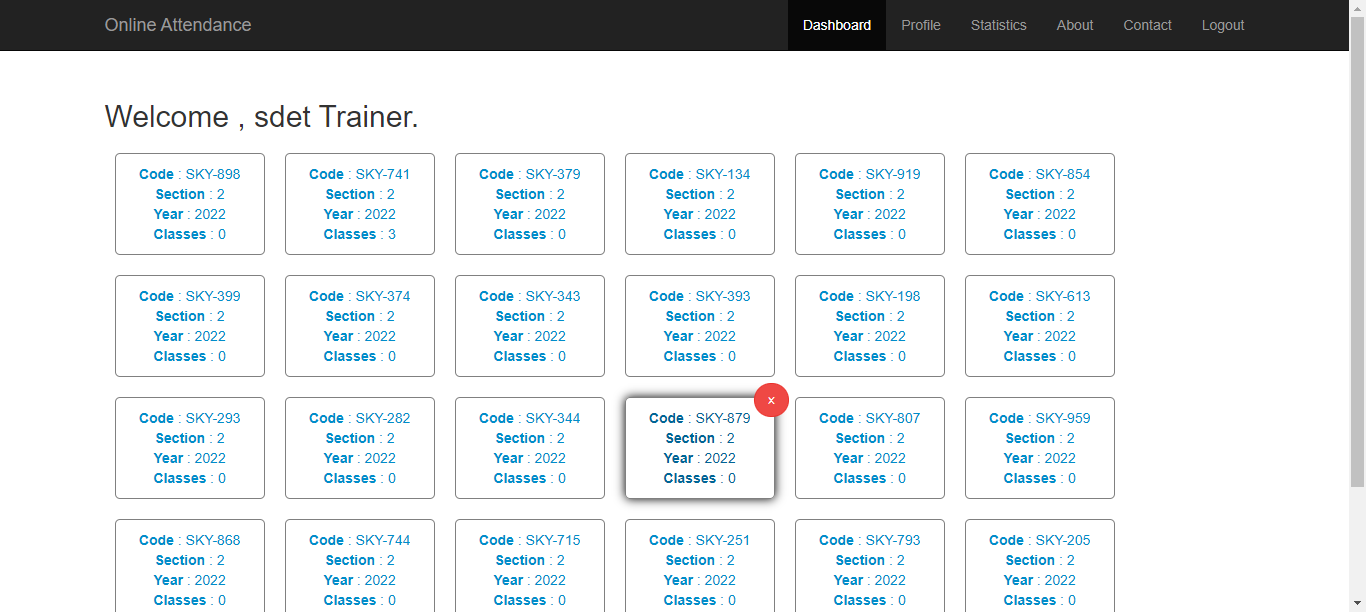 Online Attendance Dashboard Profile Statistics About Contact Logout
Welcome , sdet Trainer.
Code : SKY-898
Section : 2
Year : 2022
Classes : 0
Code : SKY-741
Section : 2
Year : 2022
Classes : 3
Code : SKY-379
Section : 2
Year : 2022
Classes : 0
Code : SKY-134
Section : 2
Year : 2022
Classes : 0
Code : SKY-919
Section : 2
Year : 2022
Classes : 0
Code : SKY-854
Section : 2
Year : 2022
Classes : 0
Code : SKY-399
Section : 2
Year : 2022
Classes : 0
Code : SKY-374
Section : 2
Year : 2022
Classes : 0
Code : SKY-343
Section : 2
Year : 2022
Classes : 0
Code : SKY-393
Section : 2
Year : 2022
Classes : 0
Code : SKY-198
Section : 2
Year : 2022
Classes : 0
Code : SKY-613
Section : 2
Year : 2022
Classes : 0
Code : SKY-293
Section : 2
Year : 2022
Classes : 0
Code : SKY-282
Section : 2
Year : 2022
Classes : 0
Code : SKY-344
Section : 2
Year : 2022
Classes : 0
x
Code : SKY-879
Section : 2
Year : 2022
Classes : 0
Code : SKY-807
Section : 2
Year : 2022
Classes : 0
Code : SKY-959
Section : 2
Year : 2022
Classes : 0
Code : SKY-868
Section : 2
Year : 2022
Classes : 0
Code : SKY-744
Section : 2
Year : 2022
Classes : 0
Code : SKY-715
Section : 2
Year : 2022
Classes : 0
Code : SKY-251
Section : 2
Year : 2022
Classes : 0
Code : SKY-793
Section : 2
Year : 2022
Classes : 0
Code : SKY-205
Section : 2
Year : 2022
Classes : 0